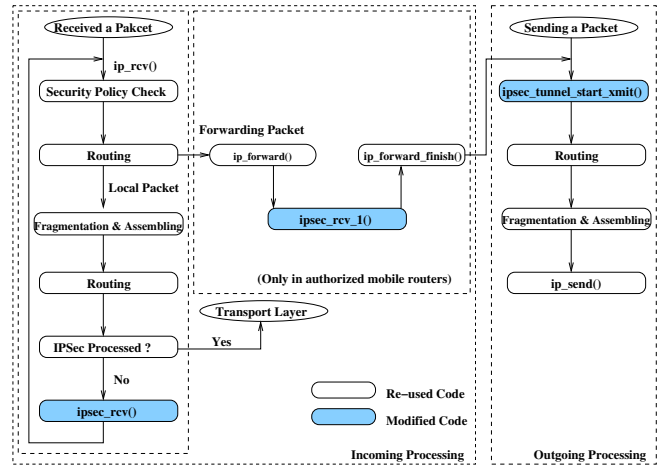 Received a Pakcet
ip_rcv()
Security Policy Check
Routing
Local Packet
Fragmentation & Assembling
Routing
IPSec Processed ?
No
ipsec_rcv()
Yes
Transport Layer
Forwarding Packet
ip_forward()
ipsec_rcv_1()
ip_forward_finish()
(Only in authorized mobile routers)
Re-used Code
Modified Code
Incoming Processing
Sending a Packet
ipsec_tunnel_start_xmit()
Routing
Fragmentation & Assembling
ip_send()
Outgoing Processing